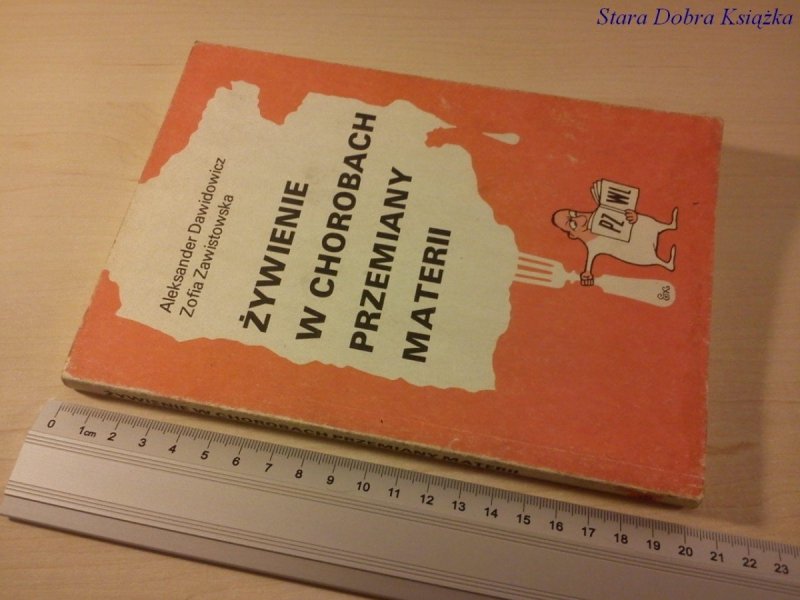 Stara Dobra Książka
Aleksander Dawidowicz
Zofia Zawistowska
ŻYWIENIE
W CHOROBACH
PRZEMIANY
MATERII
PZ WL
ŻYWIENIE W CHOROBACH PRZEMIANY MATERII
0 1cm 2 3 4 5 6 7 8 9 10 11 12 13 14 15 16 17 18 19 20 21 22 23